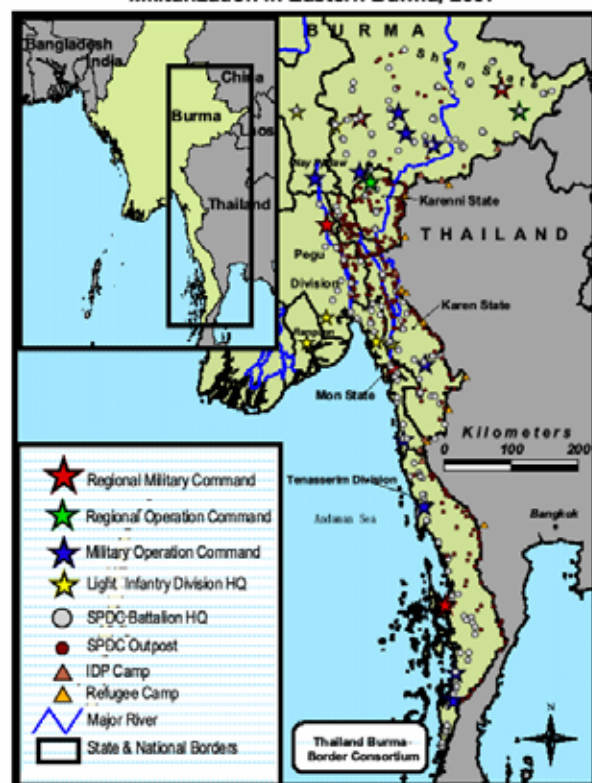 Militarization in Eastern Burma, 2007
Bangladesh
India
China
Burma
Laos
Thailand
BURMA
Shan State
Karenni State
THAILAND
Pegu
Division
Karen State
Rangoon
Mon State
Kilometers
0 100 200
Tenasserim Division
Andaman Sea
Bangkok
Regional Military Command
Regional Operation Command
Military Operation Command
Light Infantry Division HQ
SPDC Battalion HQ
SPDC Outpost
IDP Camp
Refugee Camp
Major River
State & National Borders
Thailand Burma
Border Consortium
N